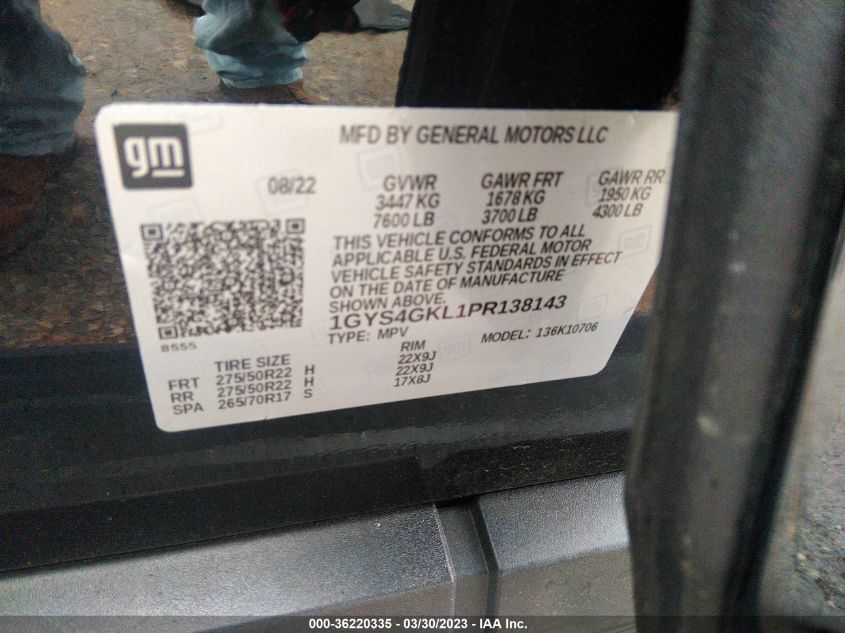 gm
MFD BY GENERAL MOTORS LLC
08/22
GVWR GAWR FRT GAWR RR
3447 KG 1678 KG 1950 KG
7600 LB 3700 LB 4300 LB
THIS VEHICLE CONFORMS TO ALL
APPLICABLE U.S. FEDERAL MOTOR
VEHICLE SAFETY STANDARDS IN EFFECT
ON THE DATE OF MANUFACTURE
SHOWN ABOVE.
1GYS4GKL1PR138143
TYPE: MPV MODEL: 136K10706
8555
TIRE SIZE RIM
FRT 275/50R22 H 22X9J
RR 275/50R22 H 22X9J
SPA 265/70R17 S 17X8J
000-36220335 - 03/30/2023 - IAA Inc.